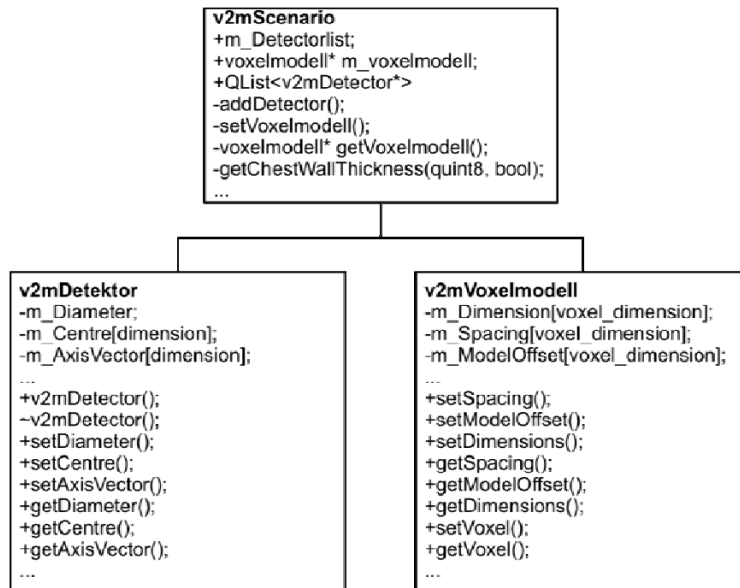 v2mScenario
+m_Detectorlist;
+voxelmodell* m_voxelmodell;
+QList<v2mDetector*>
-addDetector();
-setVoxelmodell();
-voxelmodell* getVoxelmodell();
-getChestWallThickness(quint8, bool);
...
v2mDetektor
-m_Diameter;
-m_Centre[dimension];
-m_AxisVector[dimension];
...
+v2mDetector();
~v2mDetector();
+setDiameter();
+setCentre();
+setAxisVector();
+getDiameter();
+getCentre();
+getAxisVector();
...
v2mVoxelmodell
-m_Dimension[voxel_dimension];
-m_Spacing[voxel_dimension];
-m_ModelOffset[voxel_dimension];
...
+setSpacing();
+setModelOffset();
+setDimensions();
+getSpacing();
+getModelOffset();
+getDimensions();
+setVoxel();
+getVoxel();
...